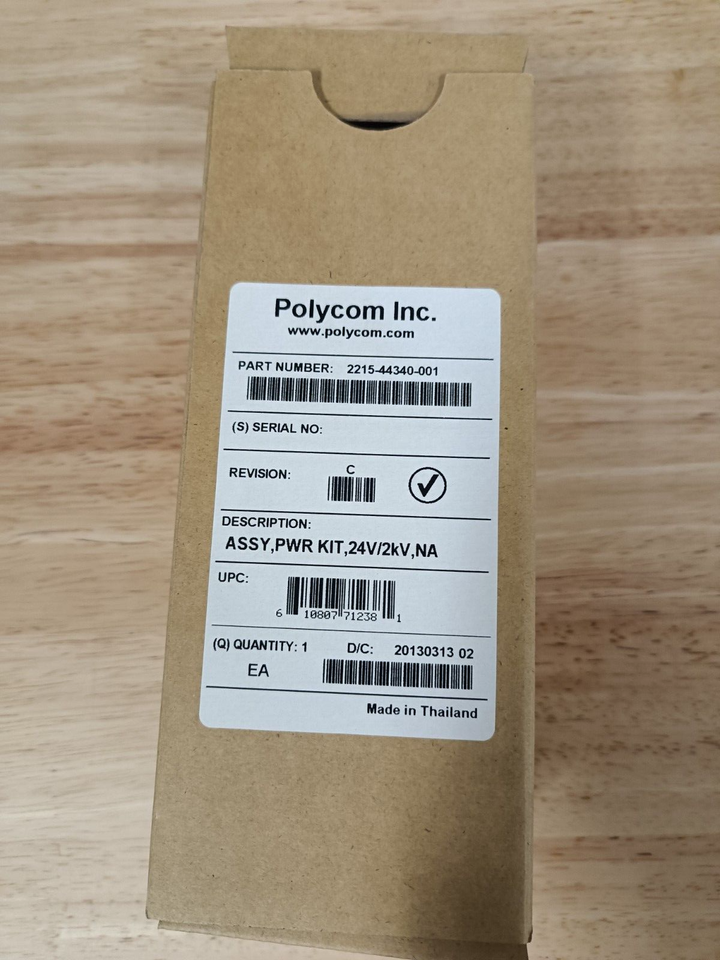 Polycom Inc.
www.polycom.com
PART NUMBER: 2215-44340-001
(S) SERIAL NO:
REVISION: C
DESCRIPTION:
ASSY,PWR KIT,24V/2kV,NA
UPC:
6 10807 71238 1
(Q) QUANTITY: 1 D/C: 20130313 02
EA
Made in Thailand